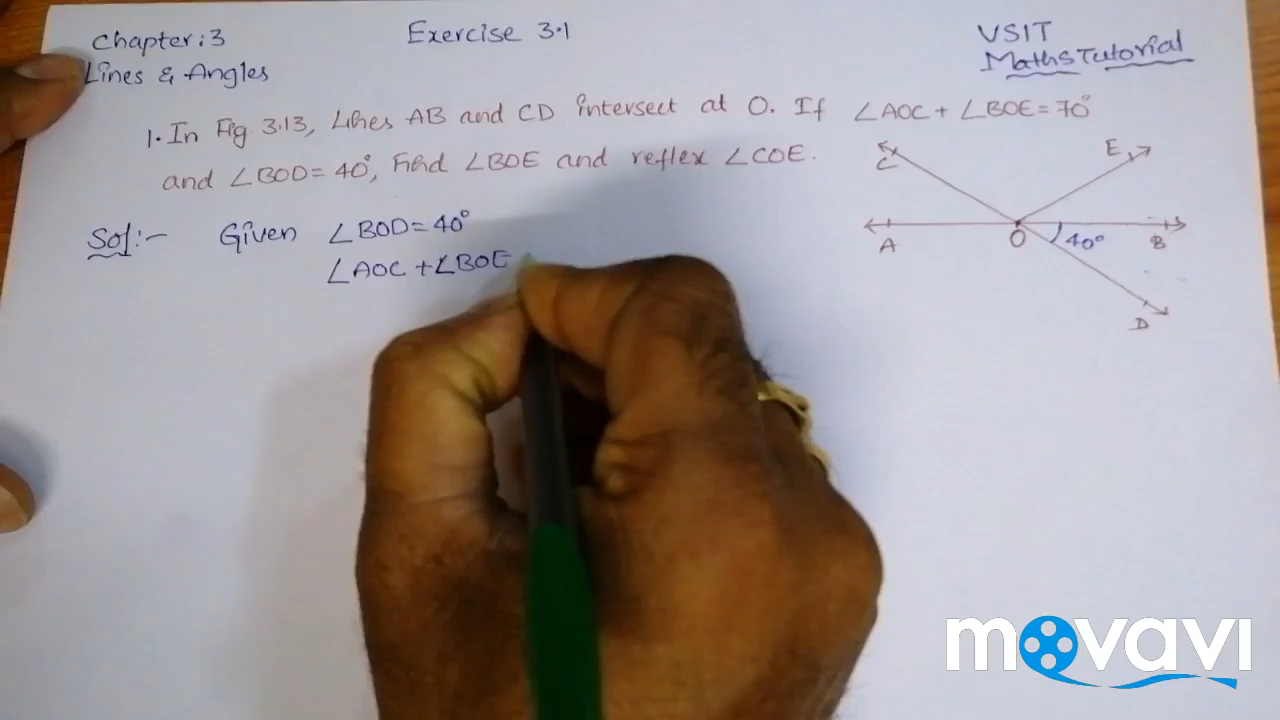 Chapter:3
Exercise 3.1
VSIT
Maths Tutorial
Lines & Angles
1. In Fig 3.13, Lines AB and CD intersect at O. If ∠AOC + ∠BOE = 70°
and ∠BOD = 40°, Find ∠BOE and reflex ∠COE.
C
E
A
O
40°
B
D
Sol:- Given ∠BOD = 40°
∠AOC + ∠BOE
movavi